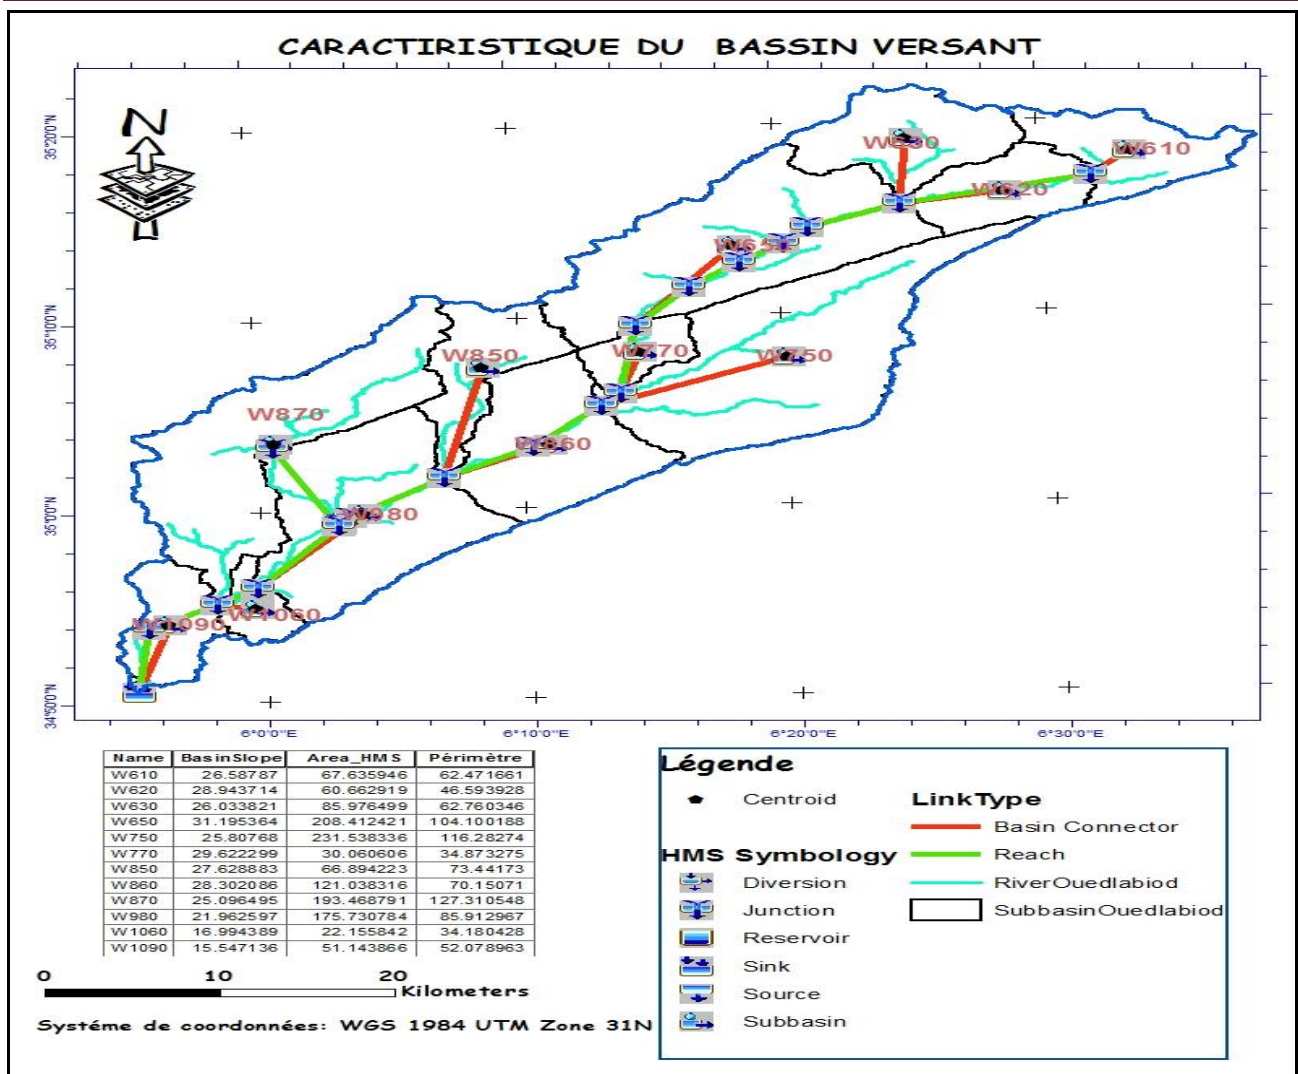 CARACTIRISTIQUE DU BASSIN VERSANT
N
35°20'0"N
W630
W610
W620
W650
35°10'0"N
W850
W770
W750
W870
W860
35°0'0"N
W980
W1060
W1090
34°50'0"N
6°0'0"E 6°10'0"E 6°20'0"E 6°30'0"E
Name BasinSlope Area_HMS Périmètre
W610 26.58787 67.635946 62.471661
W620 28.943714 60.662919 46.593928
W630 26.033821 85.976499 62.760346
W650 31.195364 208.412421 104.100188
W750 25.80768 231.538336 116.28274
W770 29.622299 30.060606 34.873275
W850 27.628883 66.894223 73.44173
W860 28.302086 121.038316 70.15071
W870 25.096495 193.468791 127.310548
W980 21.962597 175.730784 85.912967
W1060 16.994389 22.155842 34.180428
W1090 15.547136 51.143866 52.078963
0 10 20
Kilometers
Systéme de coordonnées: WGS 1984 UTM Zone 31N
Légende
Centroid
HMS Symbology
Diversion
Junction
Reservoir
Sink
Source
Subbasin
LinkType
Basin Connector
Reach
RiverOuedlabiod
SubbasinOuedlabiod